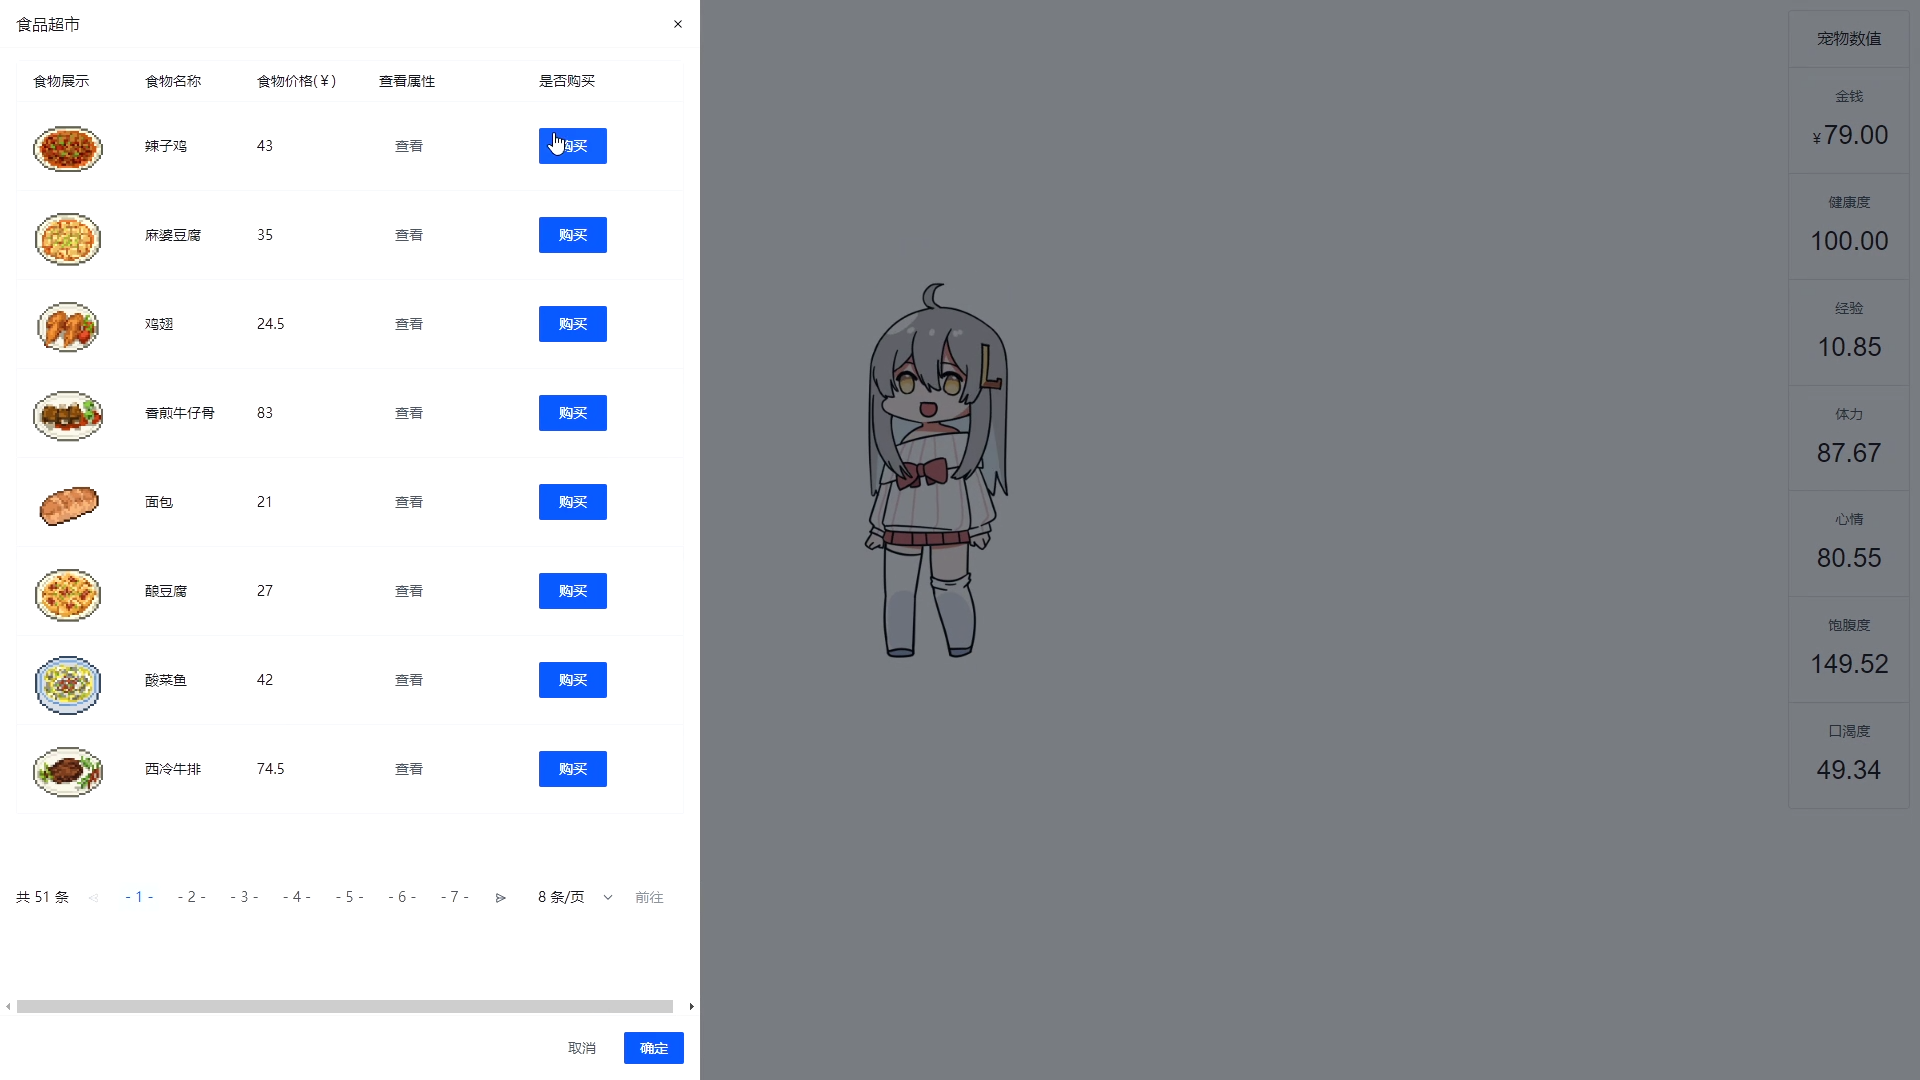 食品超市
食物展示 食物名称 食物价格(¥) 查看属性 是否购买
辣子鸡 43 查看 买
麻婆豆腐 35 查看 购买
鸡翅 24.5 查看 购买
香煎牛仔骨 83 查看 购买
面包 21 查看 购买
酿豆腐 27 查看 购买
酸菜鱼 42 查看 购买
西冷牛排 74.5 查看 购买
共 51 条 - 1 - - 2 - - 3 - - 4 - - 5 - - 6 - - 7 - 8 条/页 前往
取消 确定
L
宠物数值
金钱
¥79.00
健康度
100.00
经验
10.85
体力
87.67
心情
80.55
饱腹度
149.52
口渴度
49.34